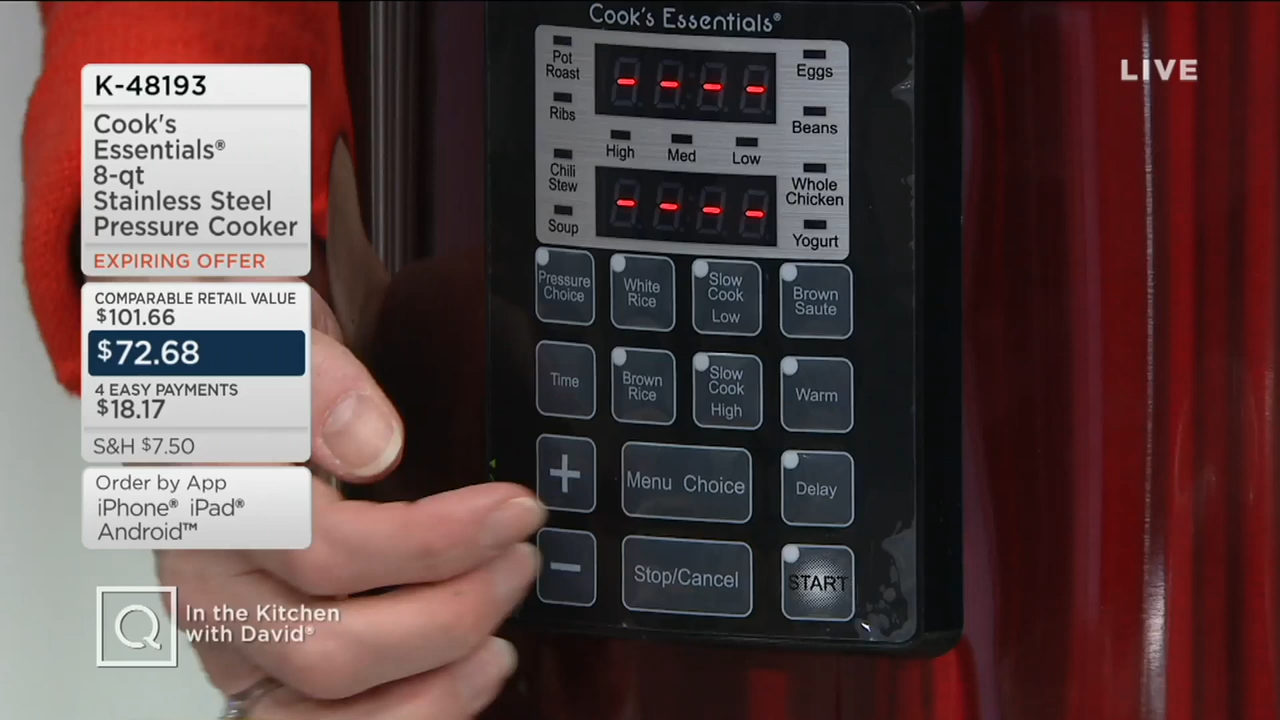 K-48193
Cook's
Essentials®
8-qt
Stainless Steel
Pressure Cooker
EXPIRING OFFER
COMPARABLE RETAIL VALUE
$101.66
$72.68
4 EASY PAYMENTS
$18.17
S&H $7.50
Order by App
iPhone® iPad®
Android™
Q
In the Kitchen
with David®
LIVE
Cook's Essentials®
Pot
Roast
Eggs
Ribs
Beans
High Med Low
Chili
Stew
Whole
Chicken
Soup
Yogurt
Pressure
Choice
White
Rice
Slow
Cook
Low
Brown
Saute
Time
Brown
Rice
Slow
Cook
High
Warm
+
Menu Choice
Delay
−
Stop/Cancel
START